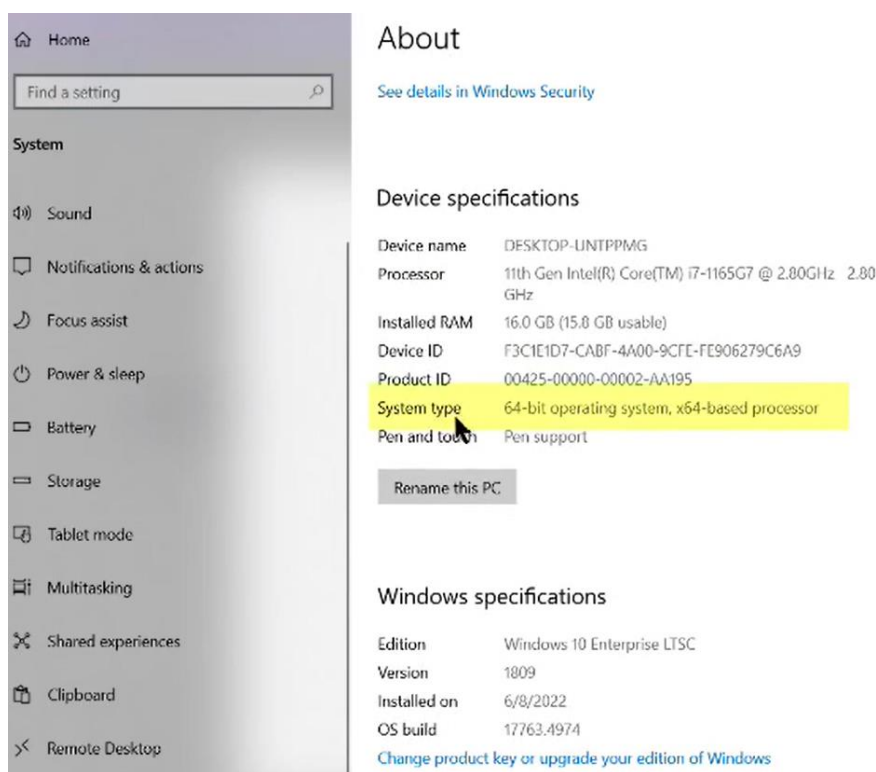 Home
Find a setting
System
Sound
Notifications & actions
Focus assist
Power & sleep
Battery
Storage
Tablet mode
Multitasking
Shared experiences
Clipboard
Remote Desktop
About
See details in Windows Security
Device specifications
Device name DESKTOP-UNTPPMG
Processor 11th Gen Intel(R) Core(TM) i7-1165G7 @ 2.80GHz 2.80
GHz
Installed RAM 16.0 GB (15.8 GB usable)
Device ID F3C1E1D7-CABF-4A00-9CFE-FE906279C6A9
Product ID 00425-00000-00002-AA195
System type 64-bit operating system, x64-based processor
Pen and touch Pen support
Rename this PC
Windows specifications
Edition Windows 10 Enterprise LTSC
Version 1809
Installed on 6/8/2022
OS build 17763.4974
Change product key or upgrade your edition of Windows